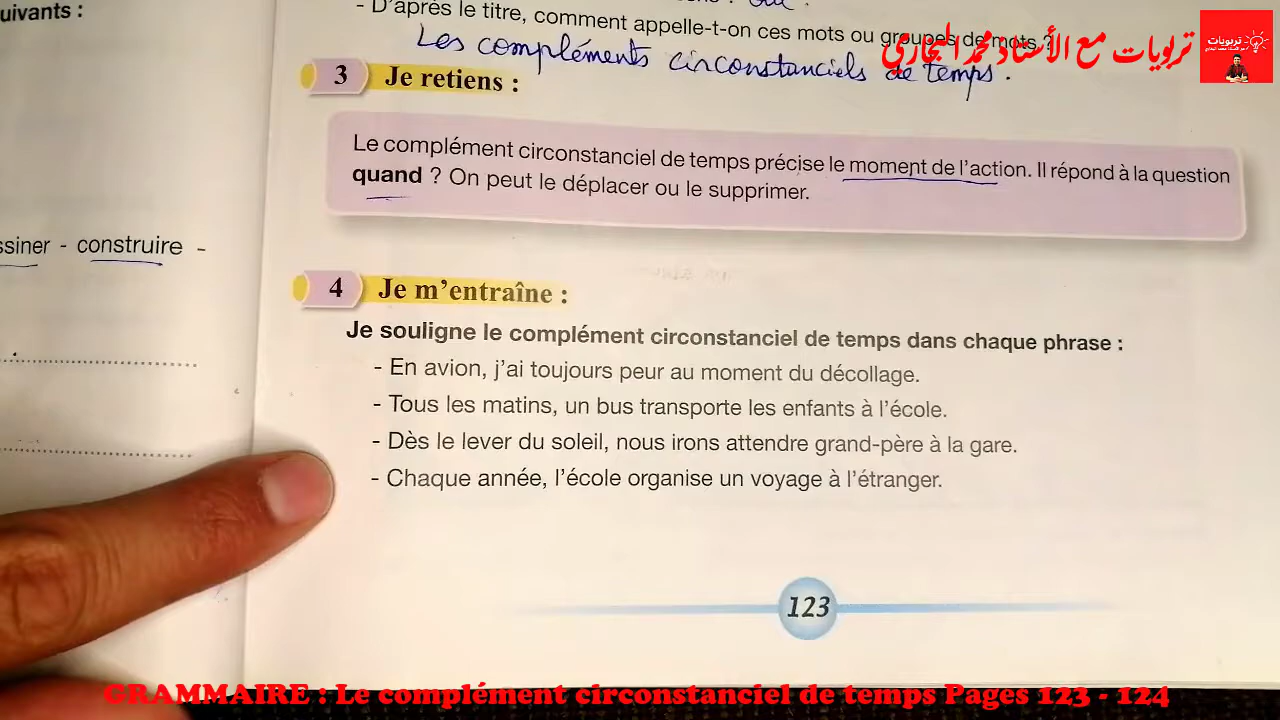 uivants :
- D'après le titre, comment appelle-t-on ces mots ou groupes de mots ?
Les compléments circonstanciels de temps.
تربويات مع الأستاذ محمد البخاري
تربويات
3 Je retiens :
Le complément circonstanciel de temps précise le moment de l'action. Il répond à la question
quand ? On peut le déplacer ou le supprimer.
ssiner - construire -
4 Je m'entraîne :
Je souligne le complément circonstanciel de temps dans chaque phrase :
- En avion, j'ai toujours peur au moment du décollage.
- Tous les matins, un bus transporte les enfants à l'école.
- Dès le lever du soleil, nous irons attendre grand-père à la gare.
- Chaque année, l'école organise un voyage à l'étranger.
123
GRAMMAIRE : Le complément circonstanciel de temps Pages 123 - 124